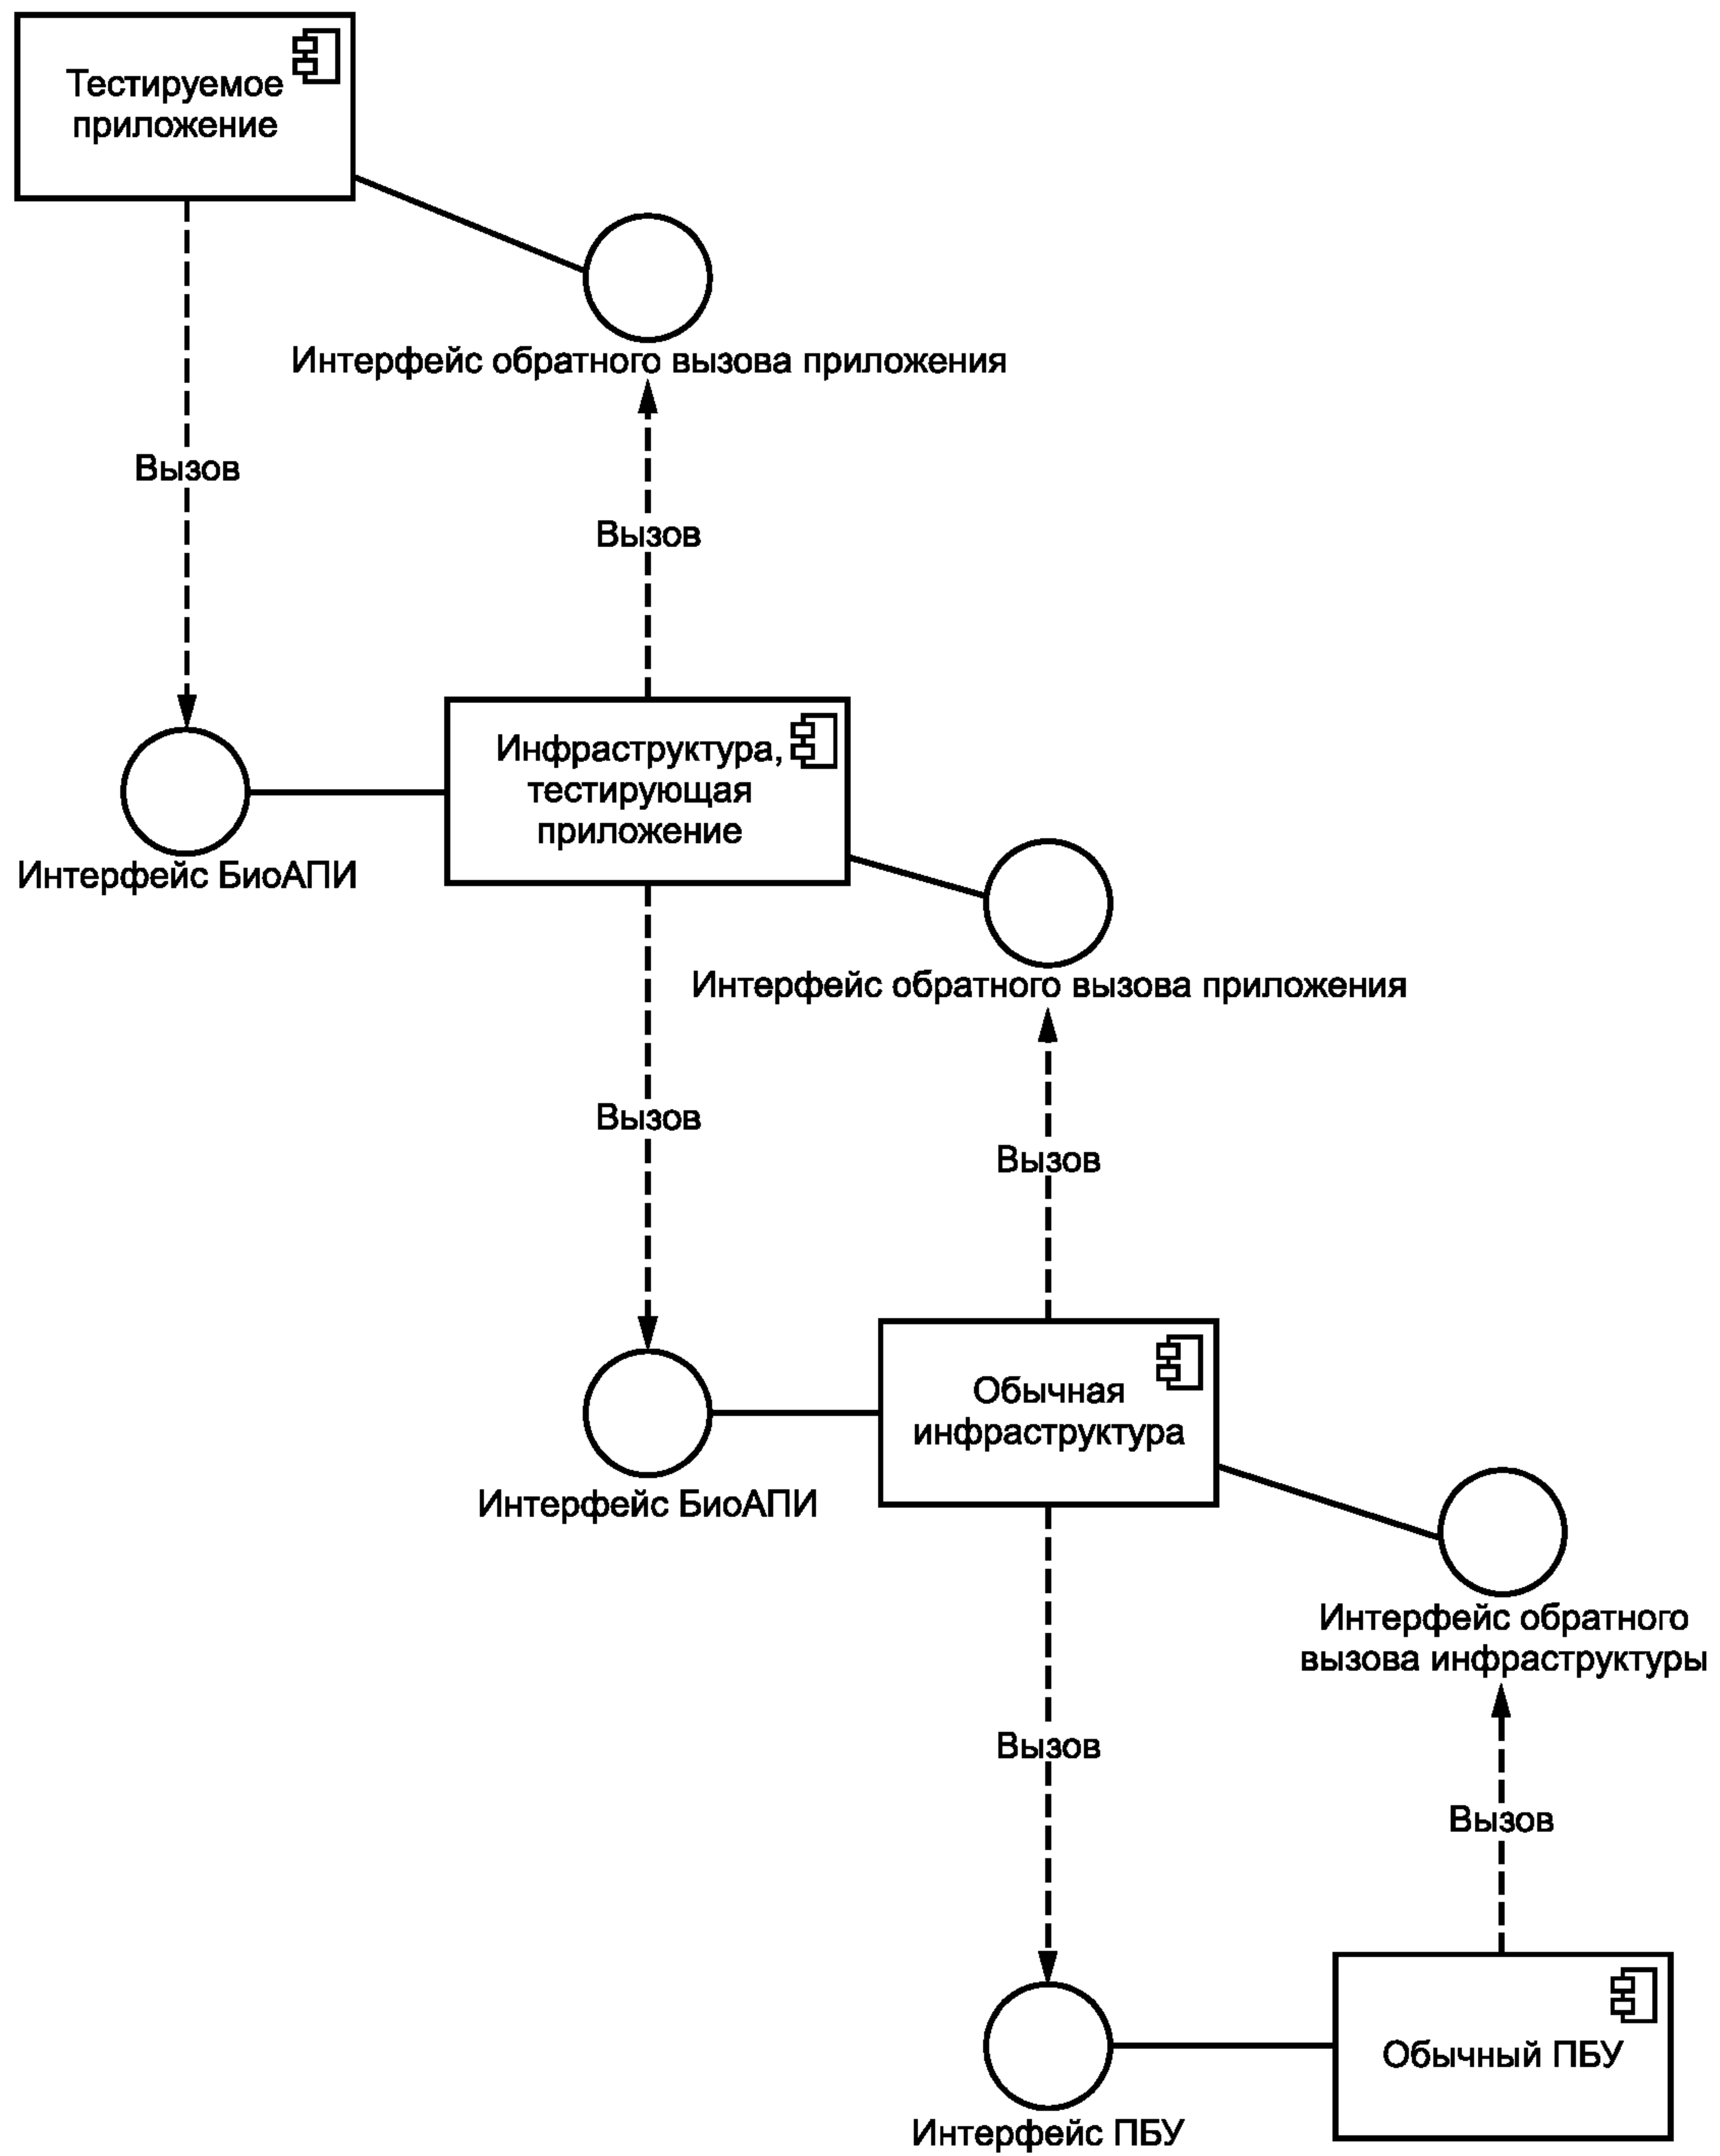 Тестируемое
приложение
Интерфейс обратного вызова приложения
Вызов
Вызов
Инфраструктура,
тестирующая
приложение
Интерфейс БиоАПИ
Интерфейс обратного вызова приложения
Вызов
Вызов
Обычная
инфраструктура
Интерфейс БиоАПИ
Интерфейс обратного
вызова инфраструктуры
Вызов
Вызов
Обычный ПБУ
Интерфейс ПБУ